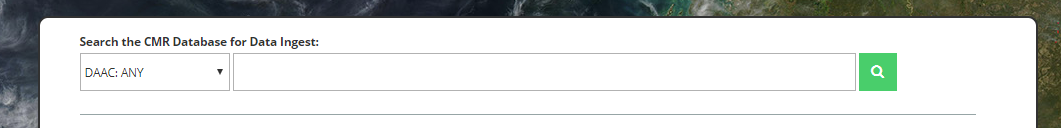 Search the CMR Database for Data Ingest:
DAAC: ANY